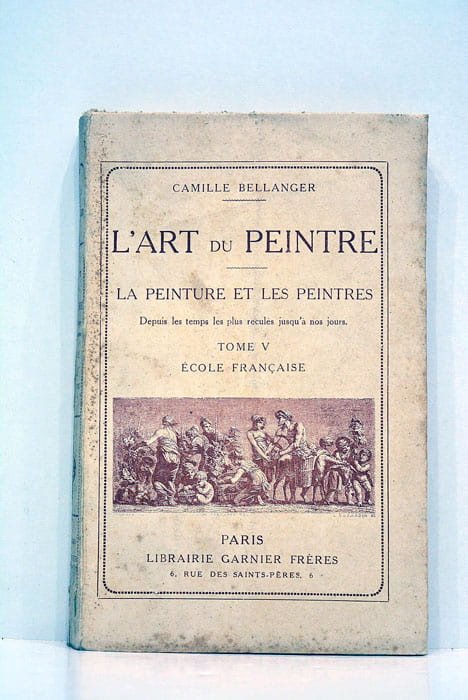 CAMILLE BELLANGER
L'ART DU PEINTRE
LA PEINTURE ET LES PEINTRES
Depuis les temps les plus reculés jusqu'à nos jours.
TOME V
ÉCOLE FRANÇAISE
PARIS
LIBRAIRIE GARNIER FRÈRES
6, RUE DES SAINTS-PÈRES, 6